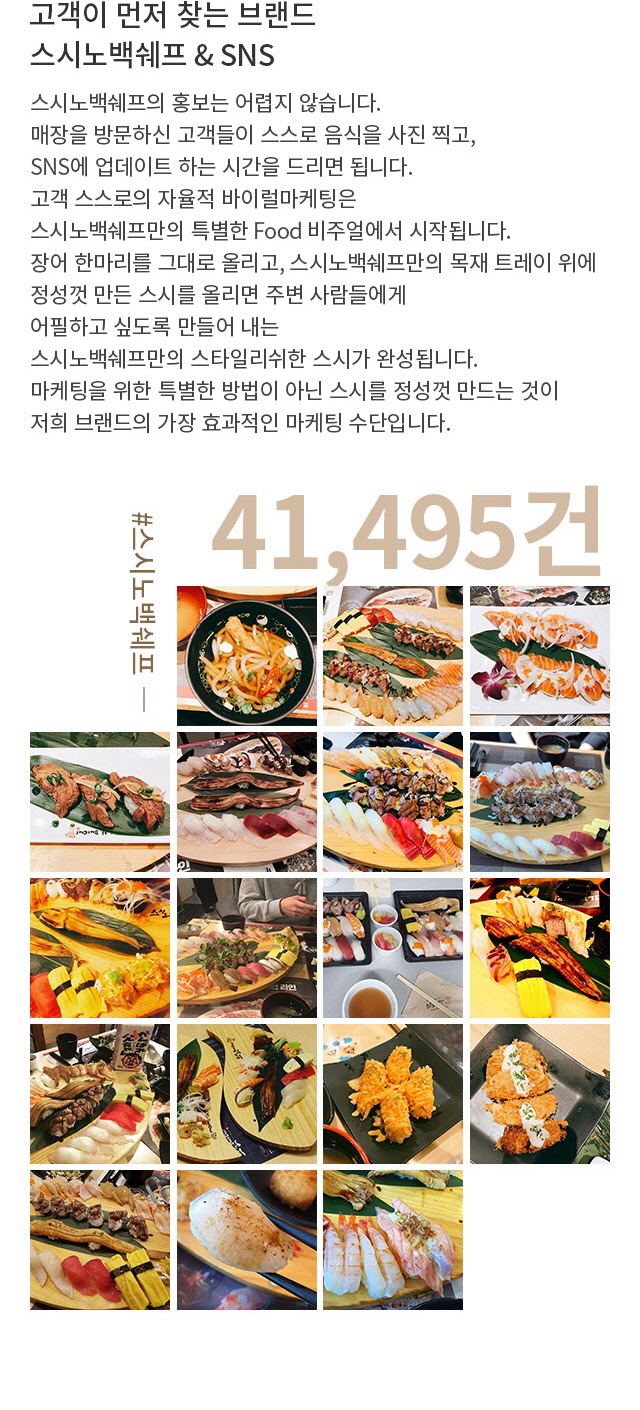 고객이 먼저 찾는 브랜드
스시노백쉐프 & SNS
스시노백쉐프의 홍보는 어렵지 않습니다.
매장을 방문하신 고객들이 스스로 음식을 사진 찍고,
SNS에 업데이트 하는 시간을 드리면 됩니다.
고객 스스로의 자율적 바이럴마케팅은
스시노백쉐프만의 특별한 Food 비주얼에서 시작됩니다.
장어 한마리를 그대로 올리고, 스시노백쉐프만의 목재 트레이 위에
정성껏 만든 스시를 올리면 주변 사람들에게
어필하고 싶도록 만들어 내는
스시노백쉐프만의 스타일리쉬한 스시가 완성됩니다.
마케팅을 위한 특별한 방법이 아닌 스시를 정성껏 만드는 것이
저희 브랜드의 가장 효과적인 마케팅 수단입니다.
41,495건
#스시노백쉐프